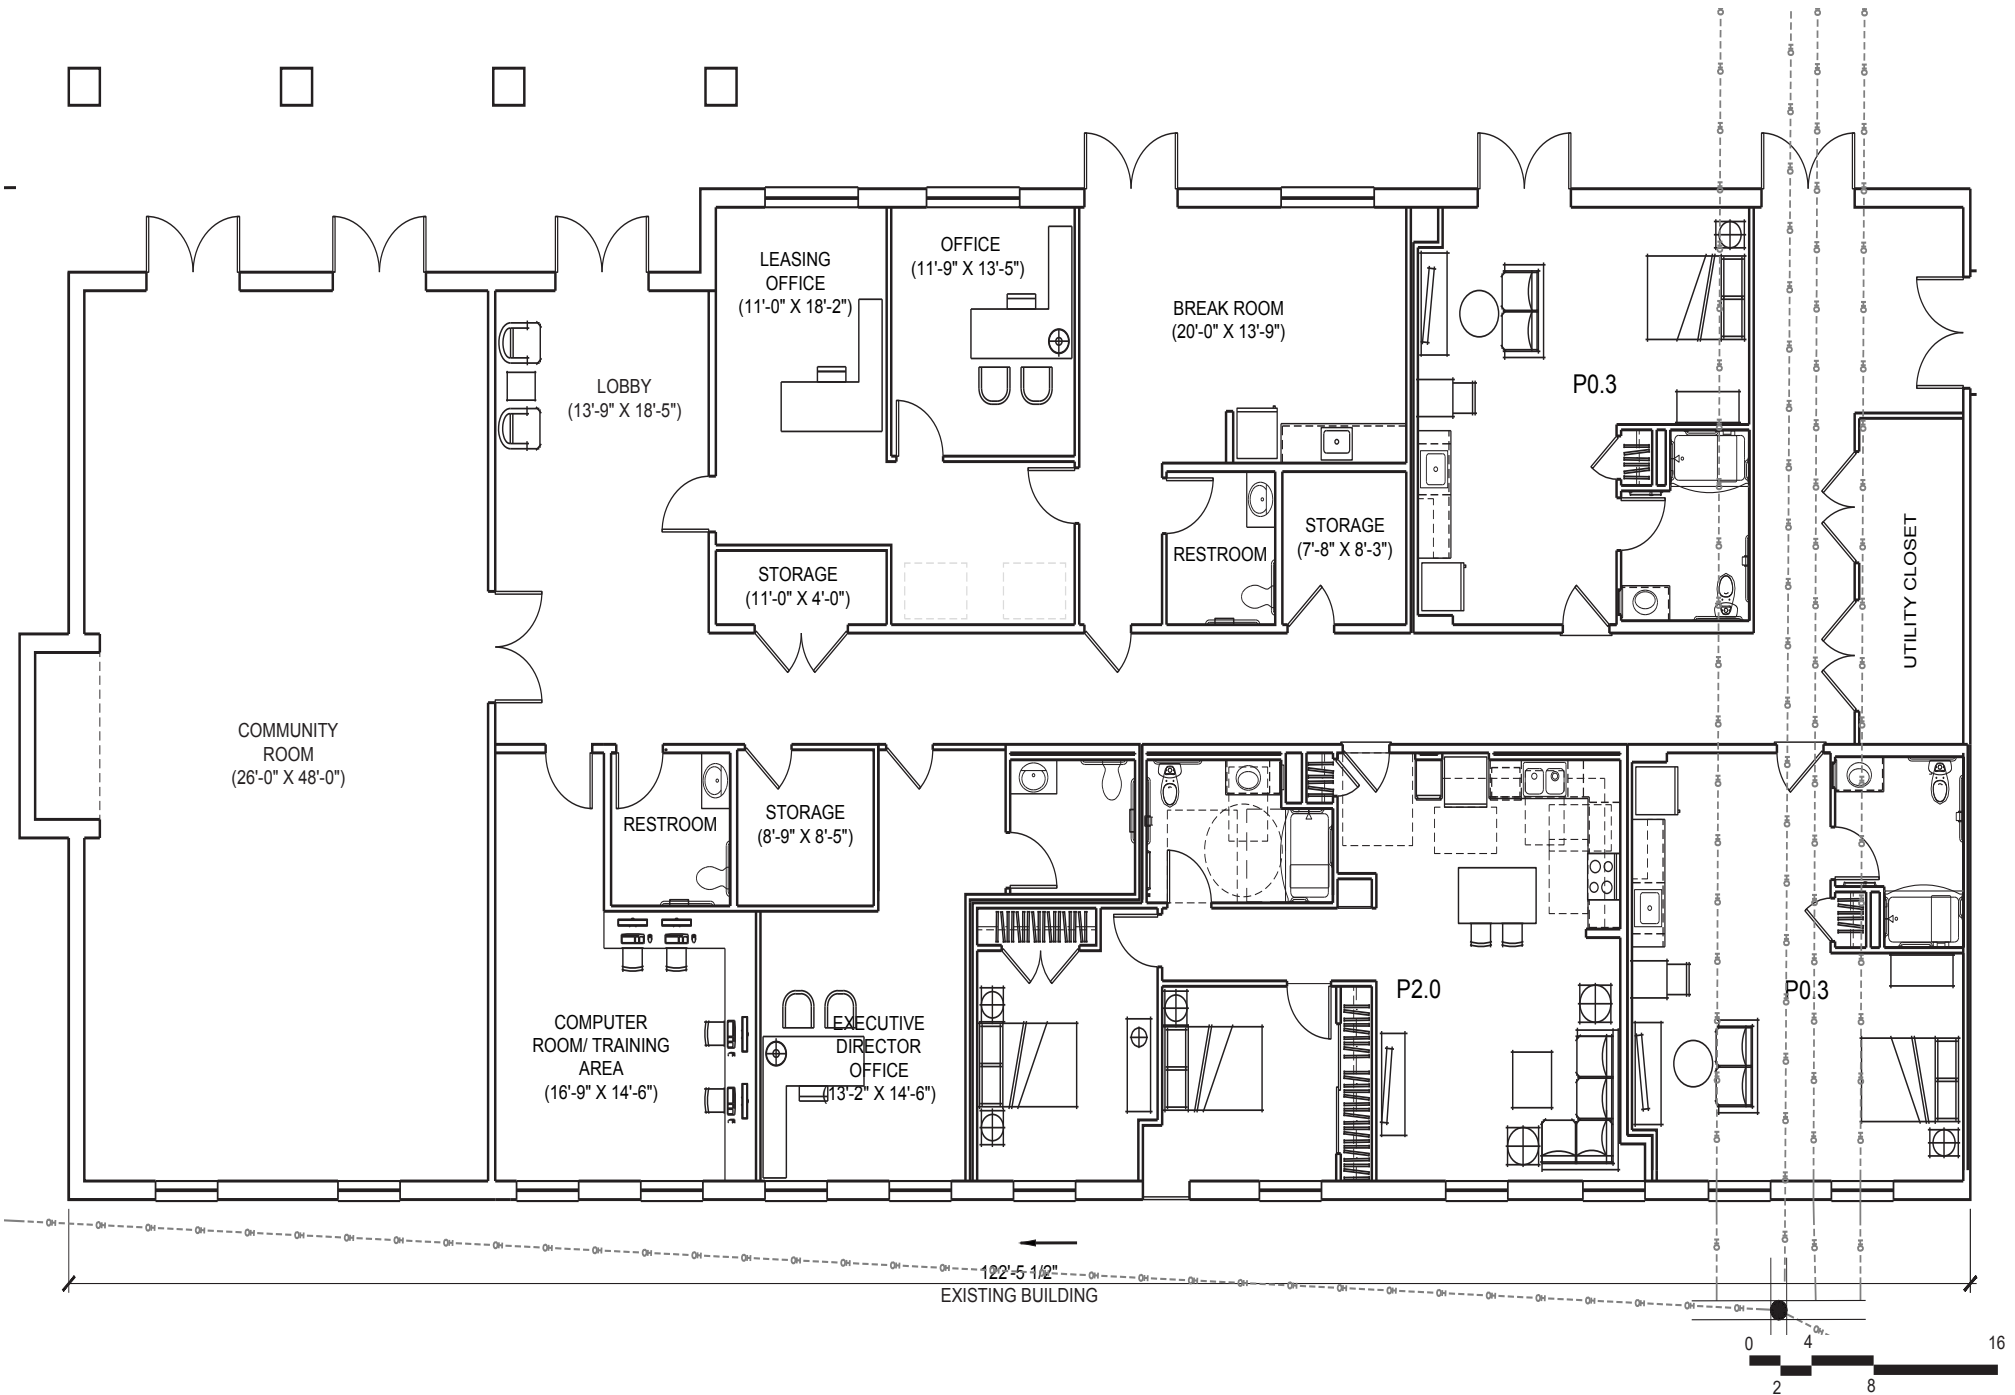 LEASING
OFFICE
(11'-0" X 18'-2")
OFFICE
(11'-9" X 13'-5")
BREAK ROOM
(20'-0" X 13'-9")
P0.3
LOBBY
(13'-9" X 18'-5")
STORAGE
(11'-0" X 4'-0")
RESTROOM
STORAGE
(7'-8" X 8'-3")
UTILITY CLOSET
COMMUNITY
ROOM
(26'-0" X 48'-0")
RESTROOM
STORAGE
(8'-9" X 8'-5")
COMPUTER
ROOM/ TRAINING
AREA
(16'-9" X 14'-6")
EXECUTIVE
DIRECTOR
OFFICE
(13'-2" X 14'-6")
P2.0
P0.3
122'-5 1/2"
EXISTING BUILDING
0 4 16
2 8